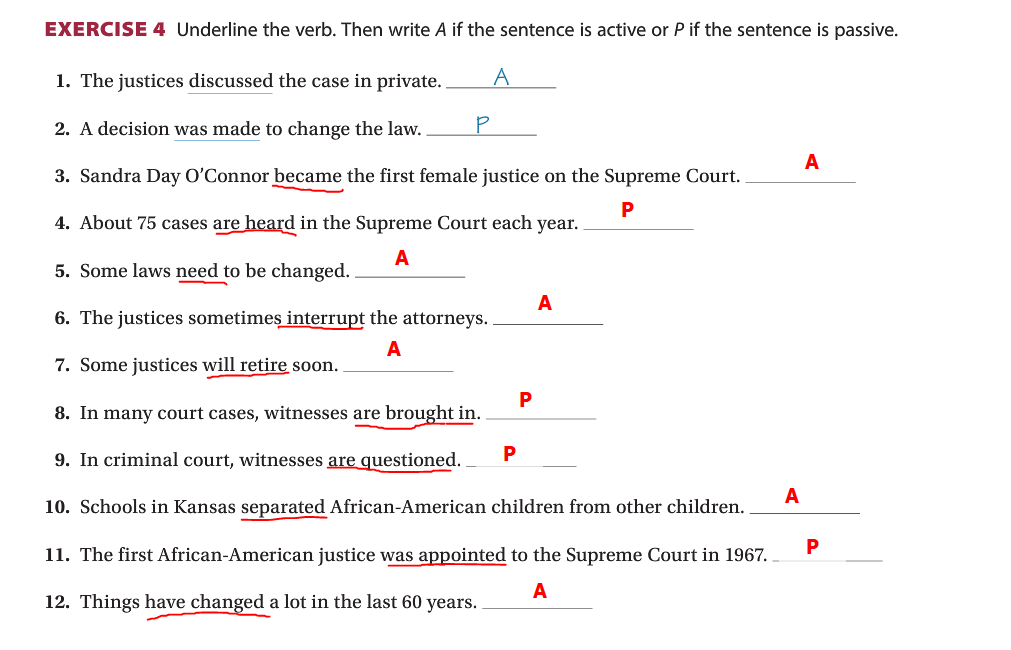 EXERCISE 4 Underline the verb. Then write A if the sentence is active or P if the sentence is passive.
1. The justices discussed the case in private. A
2. A decision was made to change the law. P
3. Sandra Day O'Connor became the first female justice on the Supreme Court. A
4. About 75 cases are heard in the Supreme Court each year. P
5. Some laws need to be changed. A
6. The justices sometimes interrupt the attorneys. A
7. Some justices will retire soon. A
8. In many court cases, witnesses are brought in. P
9. In criminal court, witnesses are questioned. P
10. Schools in Kansas separated African-American children from other children. A
11. The first African-American justice was appointed to the Supreme Court in 1967. P
12. Things have changed a lot in the last 60 years. A